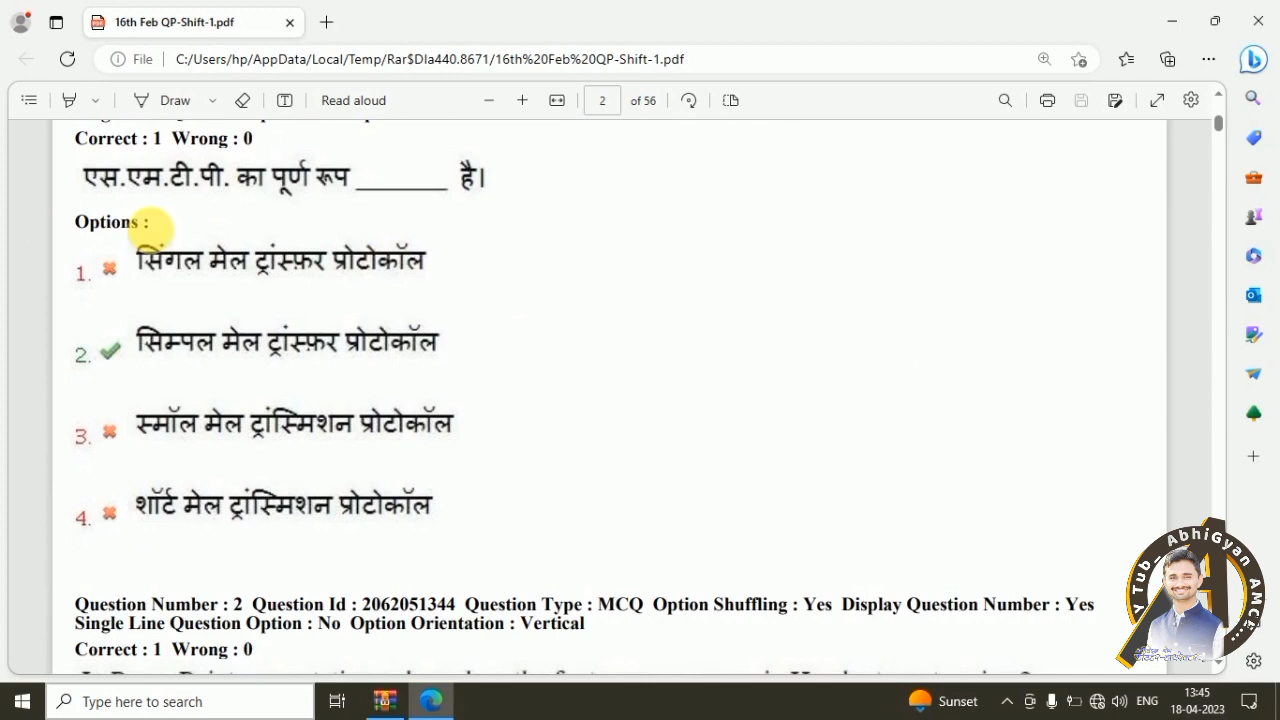 16th Feb QP-Shift-1.pdf
File C:/Users/hp/AppData/Local/Temp/Rar$DIa440.8671/16th%20Feb%20QP-Shift-1.pdf
Draw Read aloud 2 of 56
Correct : 1 Wrong : 0
एस.एम.टी.पी. का पूर्ण रूप _______ है।
Options :
1. सिंगल मेल ट्रांस्फ़र प्रोटोकॉल
2. सिम्पल मेल ट्रांस्फ़र प्रोटोकॉल
3. स्मॉल मेल ट्रांस्मिशन प्रोटोकॉल
4. शॉर्ट मेल ट्रांस्मिशन प्रोटोकॉल
Question Number : 2 Question Id : 2062051344 Question Type : MCQ Option Shuffling : Yes Display Question Number : Yes
Single Line Question Option : No Option Orientation : Vertical
Correct : 1 Wrong : 0
Y Tub_ AbhiGyan AMCE...
Type here to search
Sunset
ENG
13:45
18-04-2023